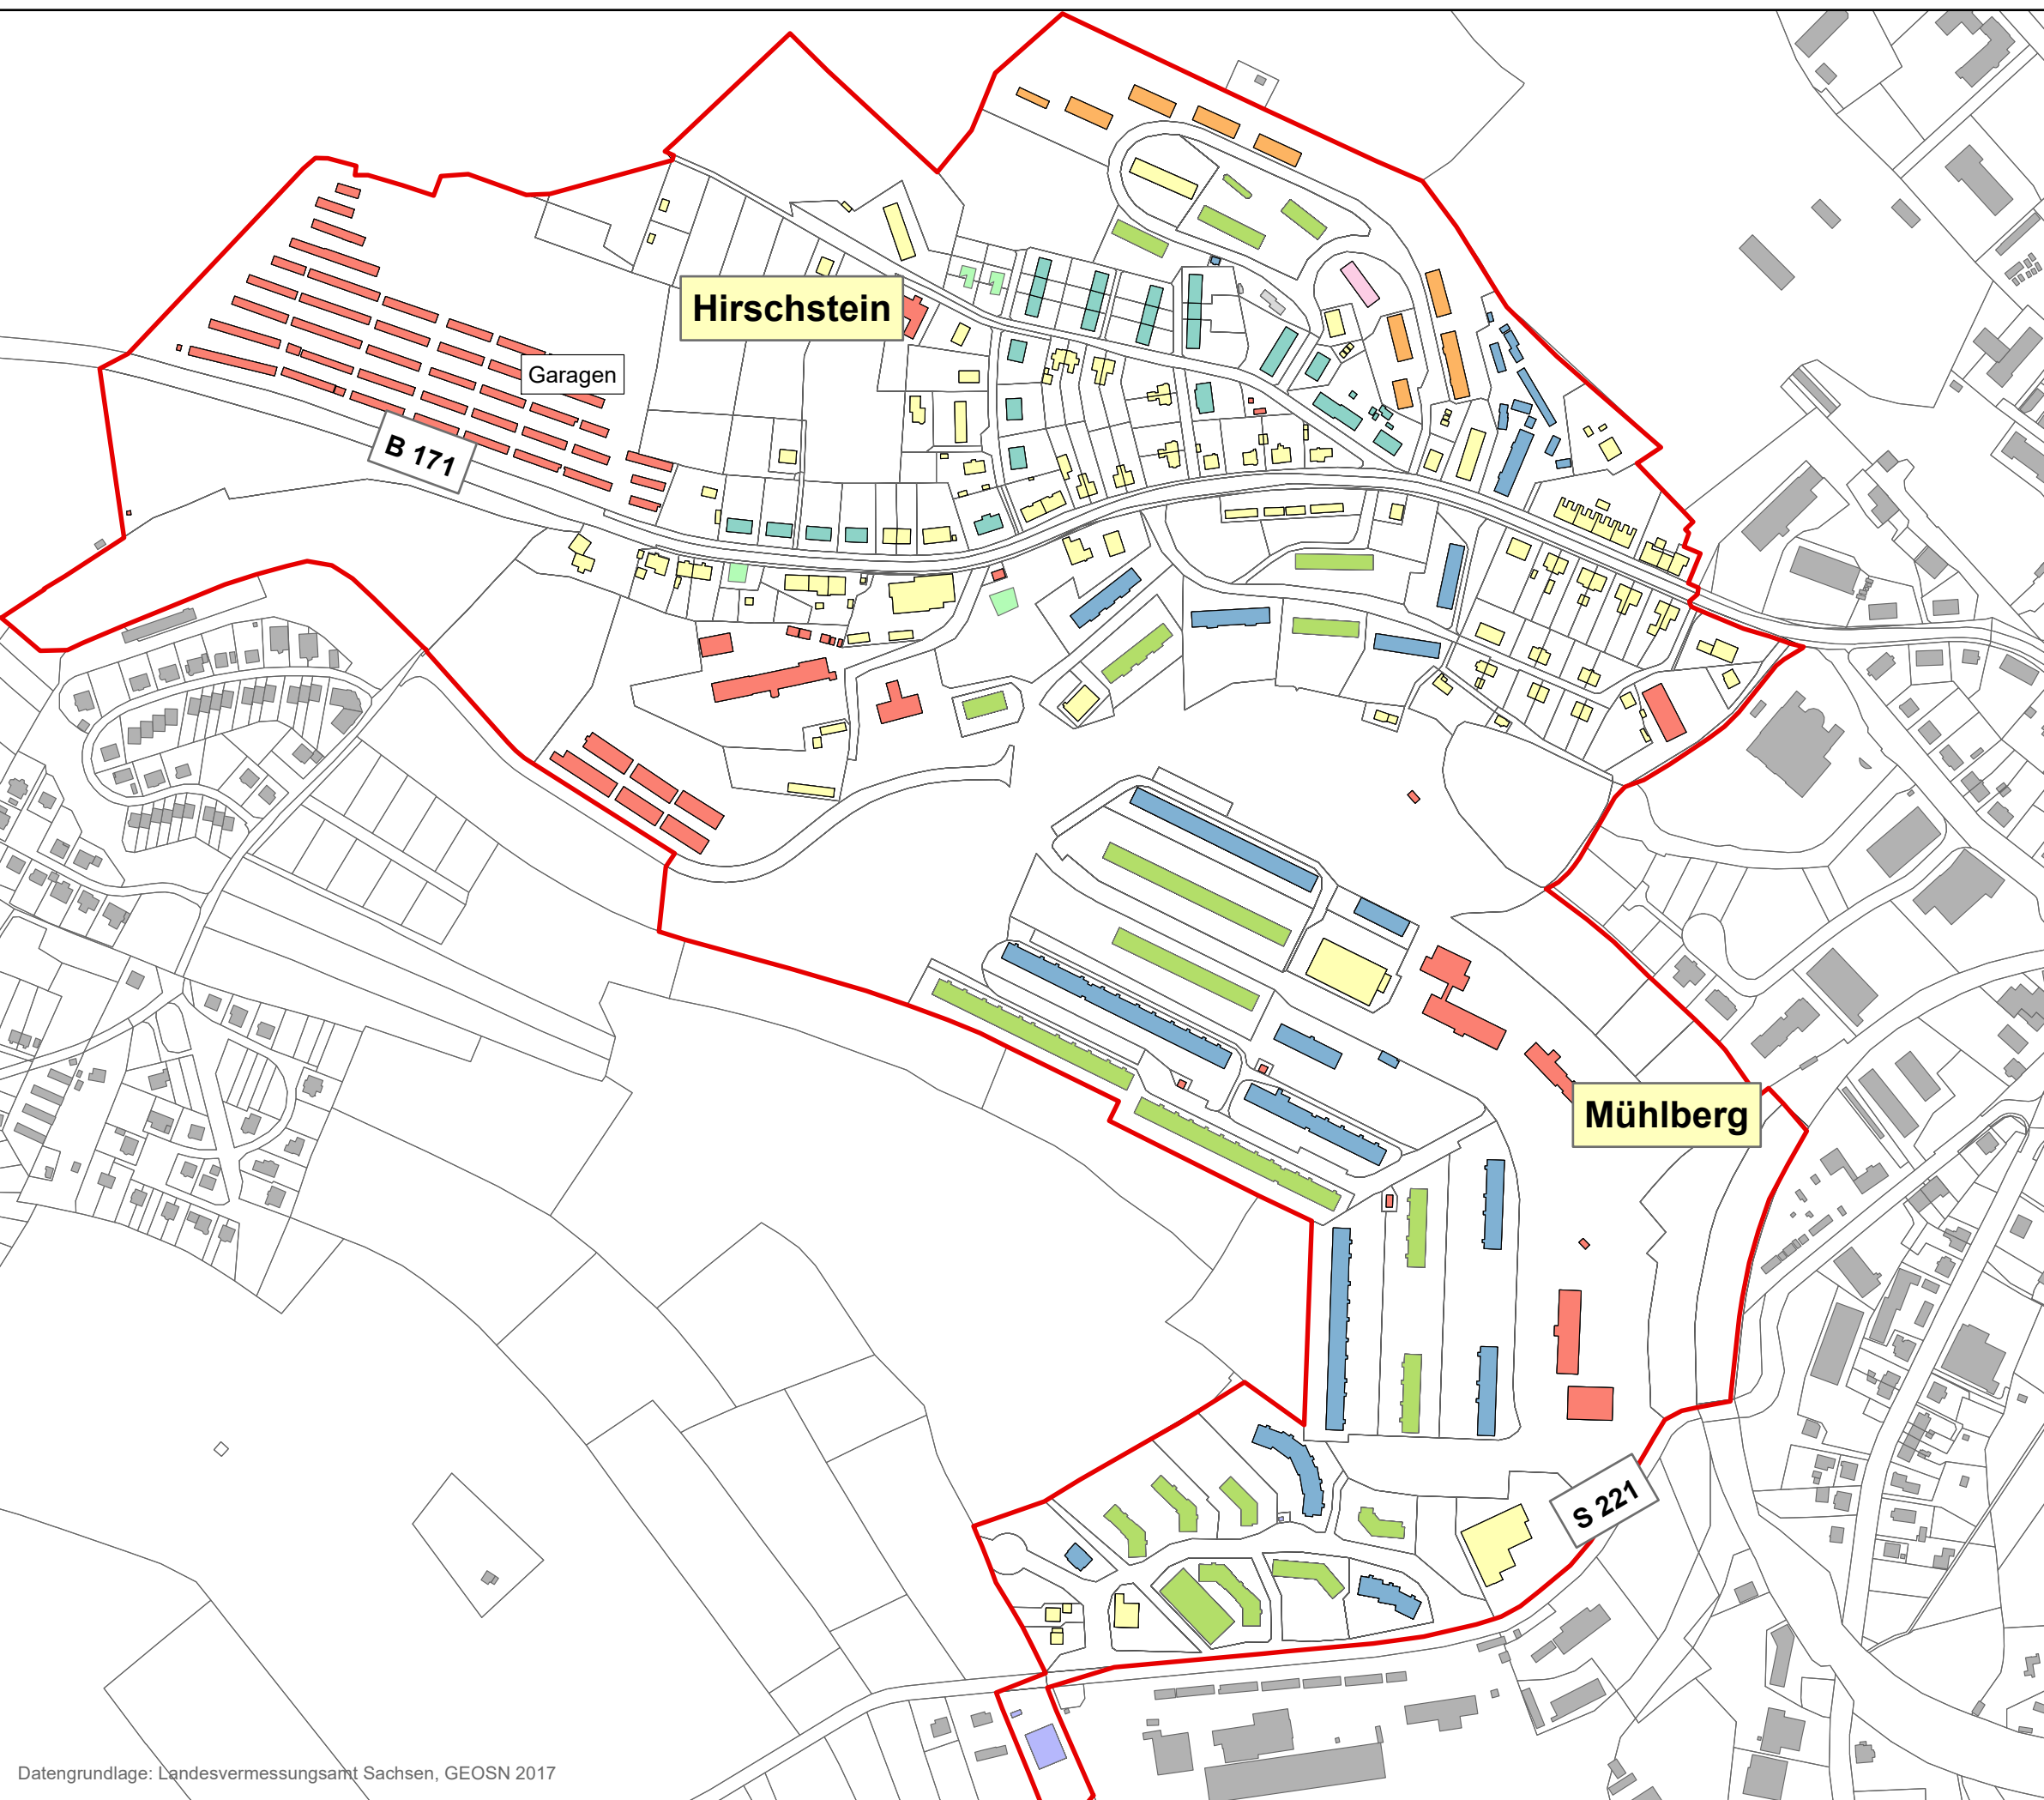 Hirschstein
Garagen
B 171
Mühlberg
S 221
Datengrundlage: Landesvermessungsamt Sachsen, GEOSN 2017